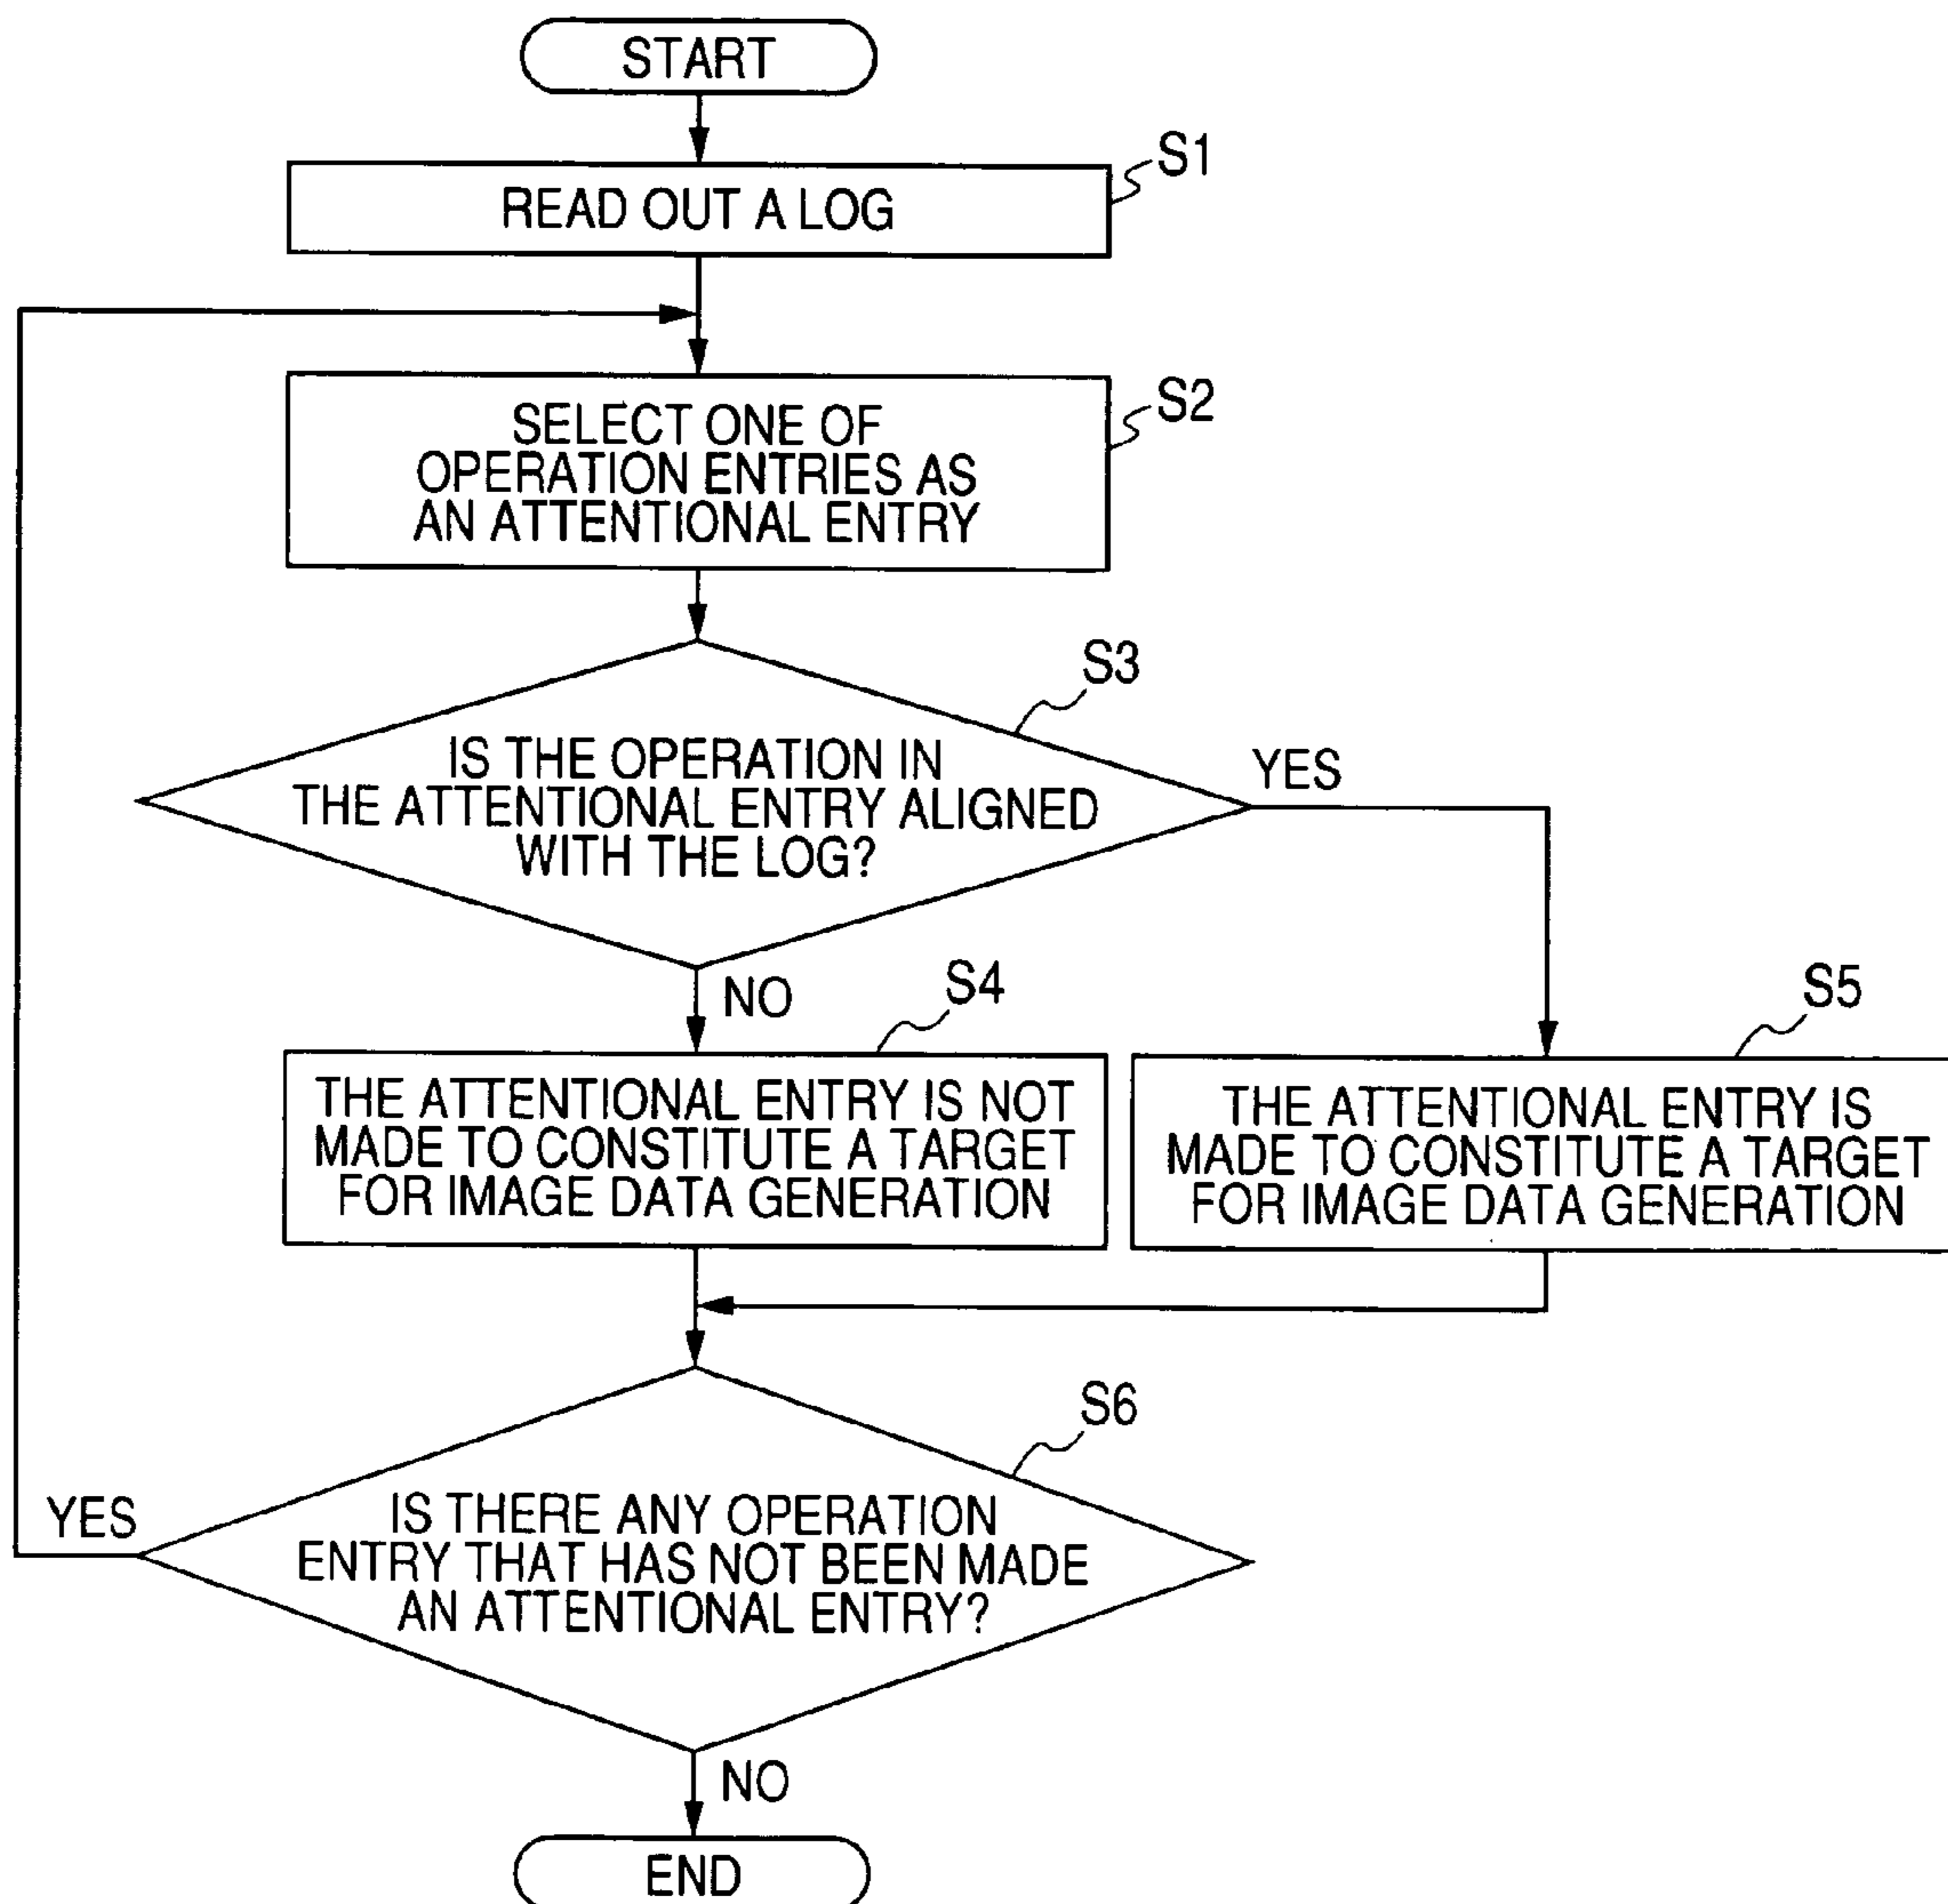 START
S1
READ OUT A LOG
S2
SELECT ONE OF
OPERATION ENTRIES AS
AN ATTENTIONAL ENTRY
S3
IS THE OPERATION IN
THE ATTENTIONAL ENTRY ALIGNED
WITH THE LOG?
YES
NO
S4
THE ATTENTIONAL ENTRY IS NOT
MADE TO CONSTITUTE A TARGET
FOR IMAGE DATA GENERATION
S5
THE ATTENTIONAL ENTRY IS
MADE TO CONSTITUTE A TARGET
FOR IMAGE DATA GENERATION
S6
IS THERE ANY OPERATION
ENTRY THAT HAS NOT BEEN MADE
AN ATTENTIONAL ENTRY?
YES
NO
END